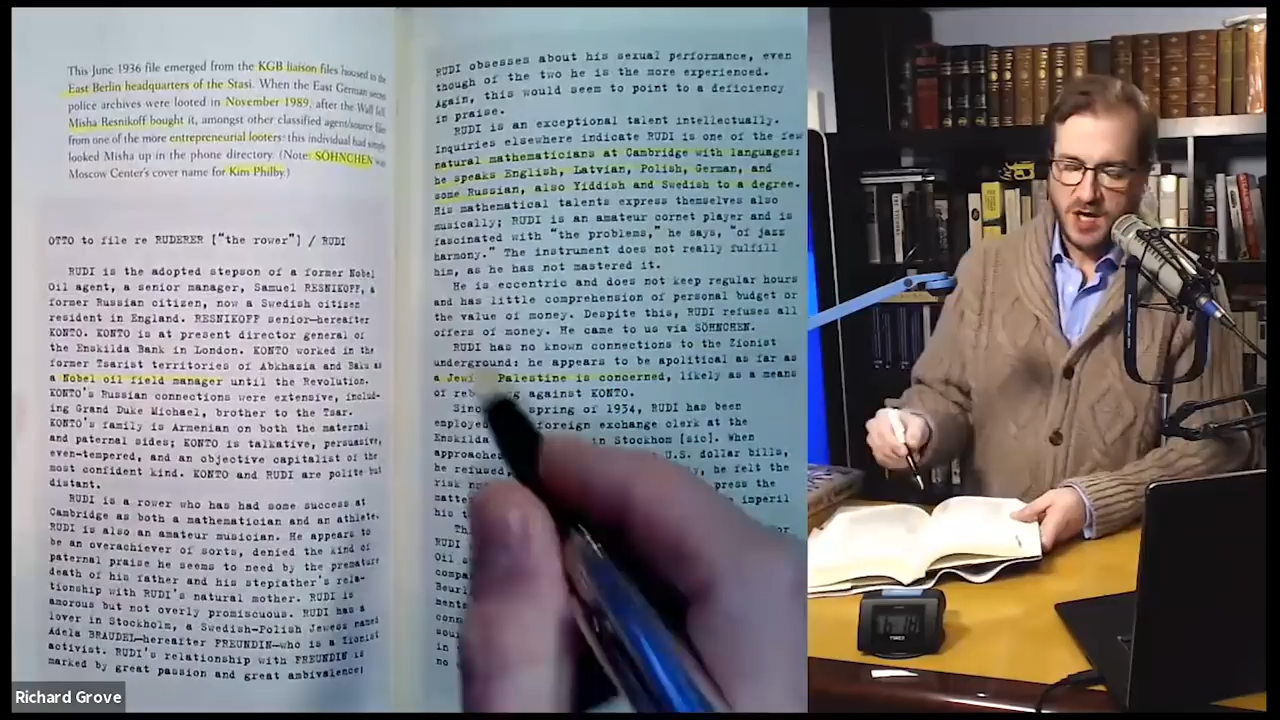 This June 1936 file emerged from the KGB liaison files housed in the
East Berlin headquarters of the Stasi. When the East German secret
police archives were looted in November 1989, after the Wall fell,
Misha Resnikoff bought it, amongst other classified agent/source files
from one of the more entrepreneurial looters: this individual had simply
looked Misha up in the phone directory. (Note: SÖHNCHEN was
Moscow Center's cover name for Kim Philby.)
OTTO to file re RUDERER ["the rower"] / RUDI
RUDI is the adopted stepson of a former Nobel
Oil agent, a senior manager, Samuel RESNIKOFF, a
former Russian citizen, now a Swedish citizen
resident in England. RESNIKOFF senior—hereafter
KONTO. KONTO is at present director general of
the Enskilda Bank in London. KONTO worked in the
former Tsarist territories of Abkhazia and Baku as
a Nobel oil field manager until the Revolution.
KONTO's Russian connections were extensive, includ-
ing Grand Duke Michael, brother to the Tsar.
KONTO's family is Armenian on both the maternal
and paternal sides; KONTO is talkative, persuasive,
even-tempered, and an objective capitalist of the
most confident kind. KONTO and RUDI are polite but
distant.
RUDI is a rower who has had some success at
Cambridge as both a mathematician and an athlete.
RUDI is also an amateur musician. He appears to
be an overachiever of sorts, denied the kind of
paternal praise he seems to need by the premature
death of his father and his stepfather's rela-
tionship with RUDI's natural mother. RUDI is
amorous but not overly promiscuous. RUDI has a
lover in Stockholm, a Swedish-Polish Jewess named
Adela BRAUDEL—hereafter FREUNDIN—who is a Zionist
activist. RUDI's relationship with FREUNDIN is
marked by great passion and great ambivalence;
RUDI obsesses about his sexual performance, even
though of the two he is the more experienced.
Again, this would seem to point to a deficiency
in praise.
RUDI is an exceptional talent intellectually.
Inquiries elsewhere indicate RUDI is one of the few
natural mathematicians at Cambridge with languages:
he speaks English, Latvian, Polish, German, and
some Russian, also Yiddish and Swedish to a degree.
His mathematical talents express themselves also
musically; RUDI is an amateur cornet player and is
fascinated with "the problems," he says, "of jazz
harmony." The instrument does not really fulfill
him, as he has not mastered it.
He is eccentric and does not keep regular hours
and has little comprehension of personal budget or
the value of money. Despite this, RUDI refuses all
offers of money. He came to us via SÖHNCHEN.
RUDI has no known connections to the Zionist
underground: he appears to be apolitical as far as
a Palestine is concerned, likely as a means
of against KONTO.
spring of 1934, RUDI has been
foreign exchange clerk at the
Enskilda in Stockhom [sic]. When
U.S. dollar bills,
he refused, he felt the
risk press the
imperil
his
RUDI
Oil
TIMEX
Richard Grove